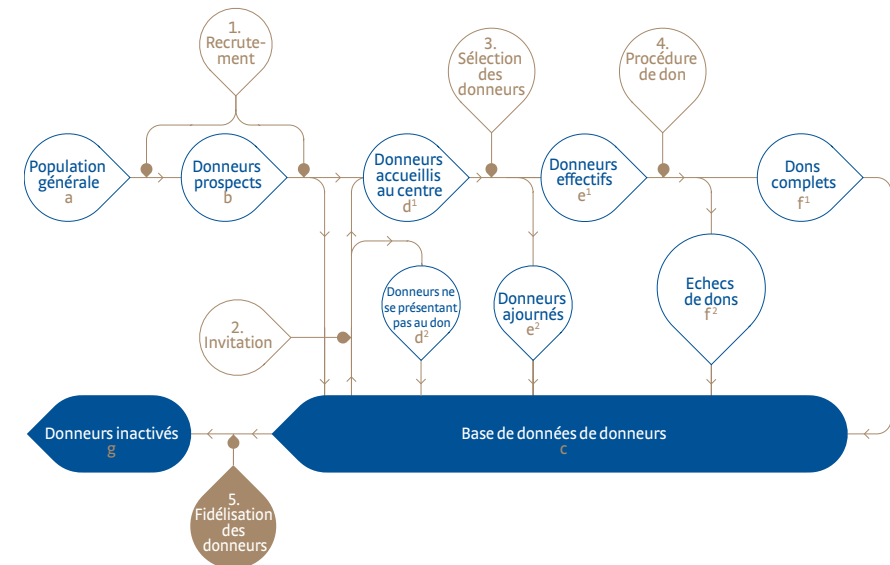 1.
Recrute-
ment
3.
Sélection
des
donneurs
4.
Procédure
de don
Population
générale
a
Donneurs
prospects
b
Donneurs
accueillis
au centre
d¹
Donneurs
effectifs
e¹
Dons
complets
f¹
2.
Invitation
Donneurs ne
se présentant
pas au don
d²
Donneurs
ajournés
e²
Echecs
de dons
f²
Donneurs inactivés
g
Base de données de donneurs
c
5.
Fidélisation
des
donneurs